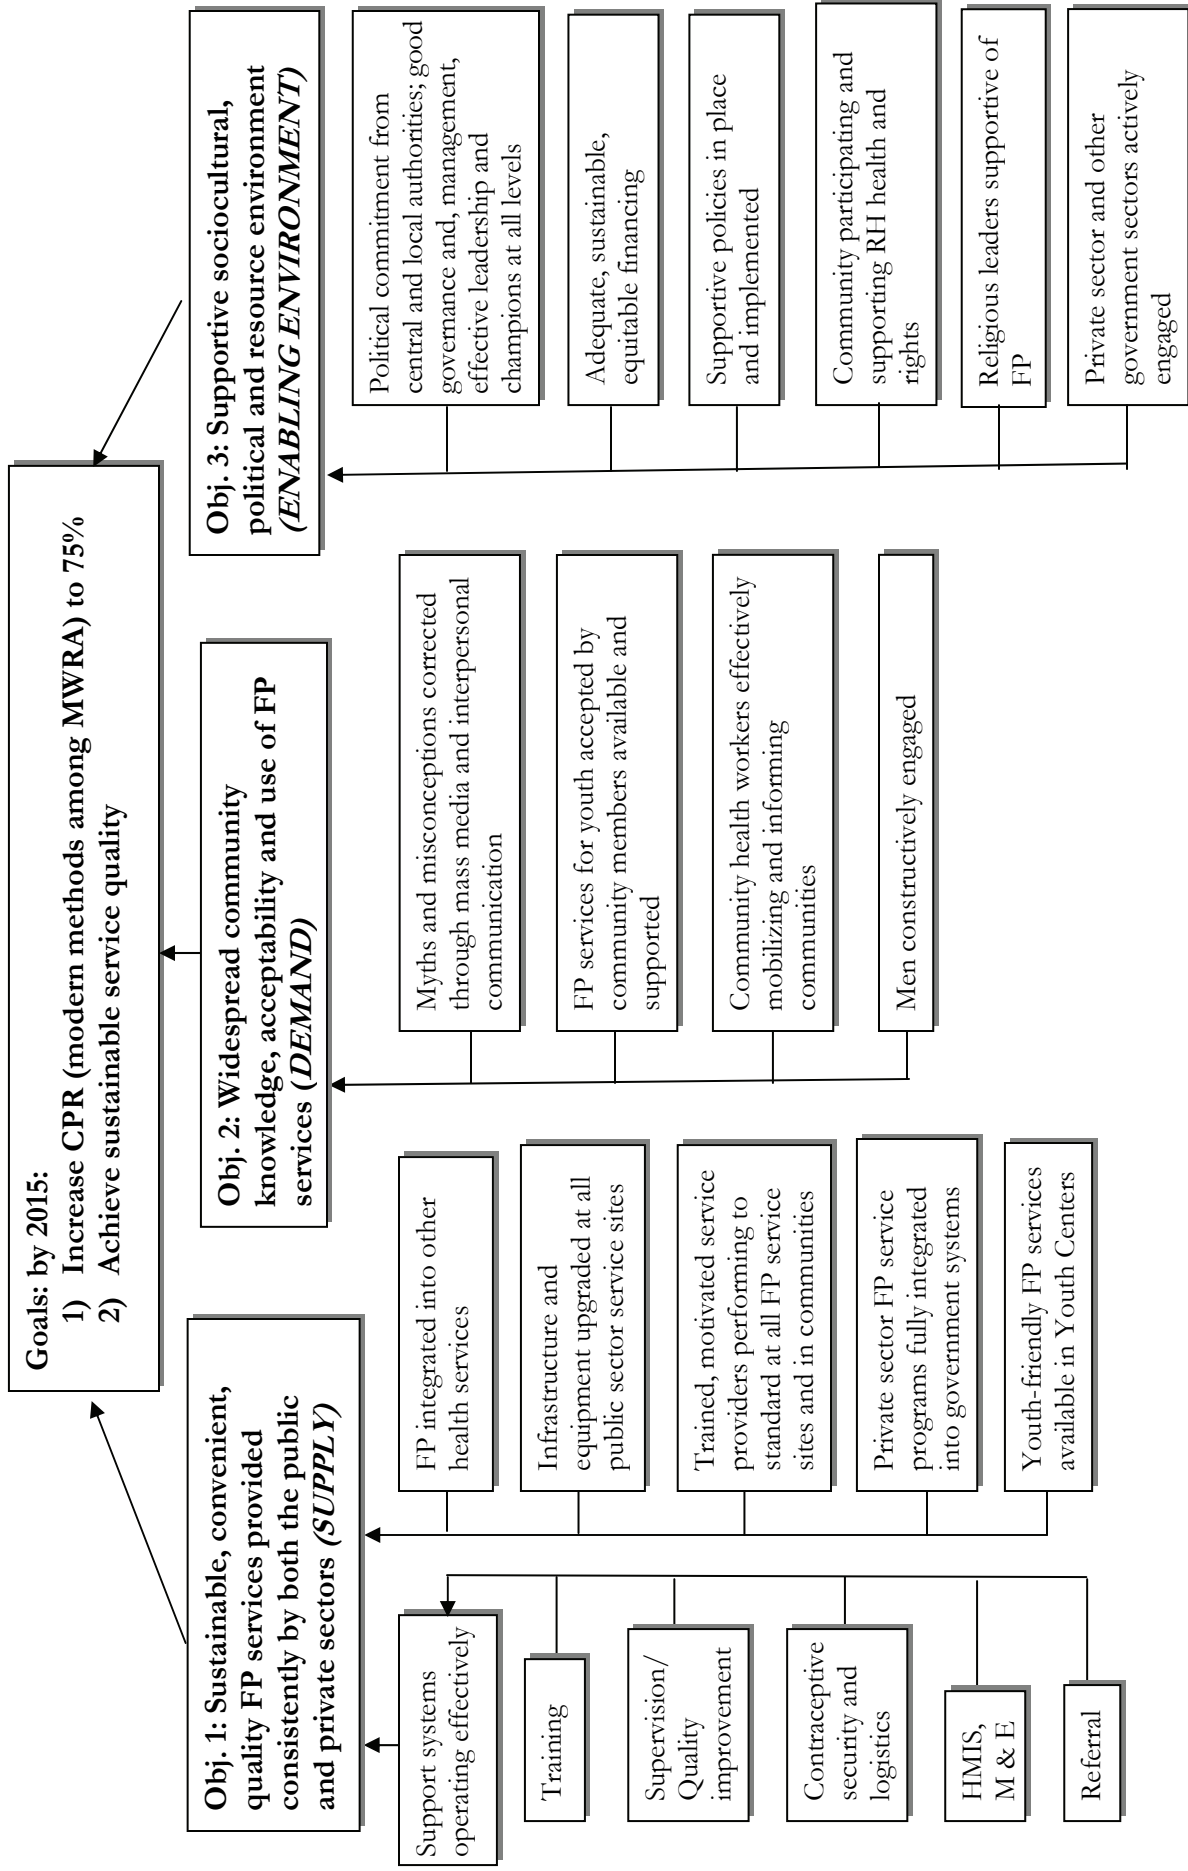 Goals: by 2015:
1) Increase CPR (modern methods among MWRA) to 75%
2) Achieve sustainable service quality
Obj. 1: Sustainable, convenient,
quality FP services provided
consistently by both the public
and private sectors (SUPPLY)
Support systems
operating effectively
Training
Supervision/
Quality
improvement
Contraceptive
security and
logistics
HMIS,
M & E
Referral
FP integrated into other
health services
Infrastructure and
equipment upgraded at all
public sector service sites
Trained, motivated service
providers performing to
standard at all FP service
sites and in communities
Private sector FP service
programs fully integrated
into government systems
Youth-friendly FP services
available in Youth Centers
Obj. 2: Widespread community
knowledge, acceptability and use of FP
services (DEMAND)
Myths and misconceptions corrected
through mass media and interpersonal
communication
FP services for youth accepted by
community members available and
supported
Community health workers effectively
mobilizing and informing
communities
Men constructively engaged
Obj. 3: Supportive sociocultural,
political and resource environment
(ENABLING ENVIRONMENT)
Political commitment from
central and local authorities; good
governance and, management,
effective leadership and
champions at all levels
Adequate, sustainable,
equitable financing
Supportive policies in place
and implemented
Community participating and
supporting RH health and
rights
Religious leaders supportive of
FP
Private sector and other
government sectors actively
engaged